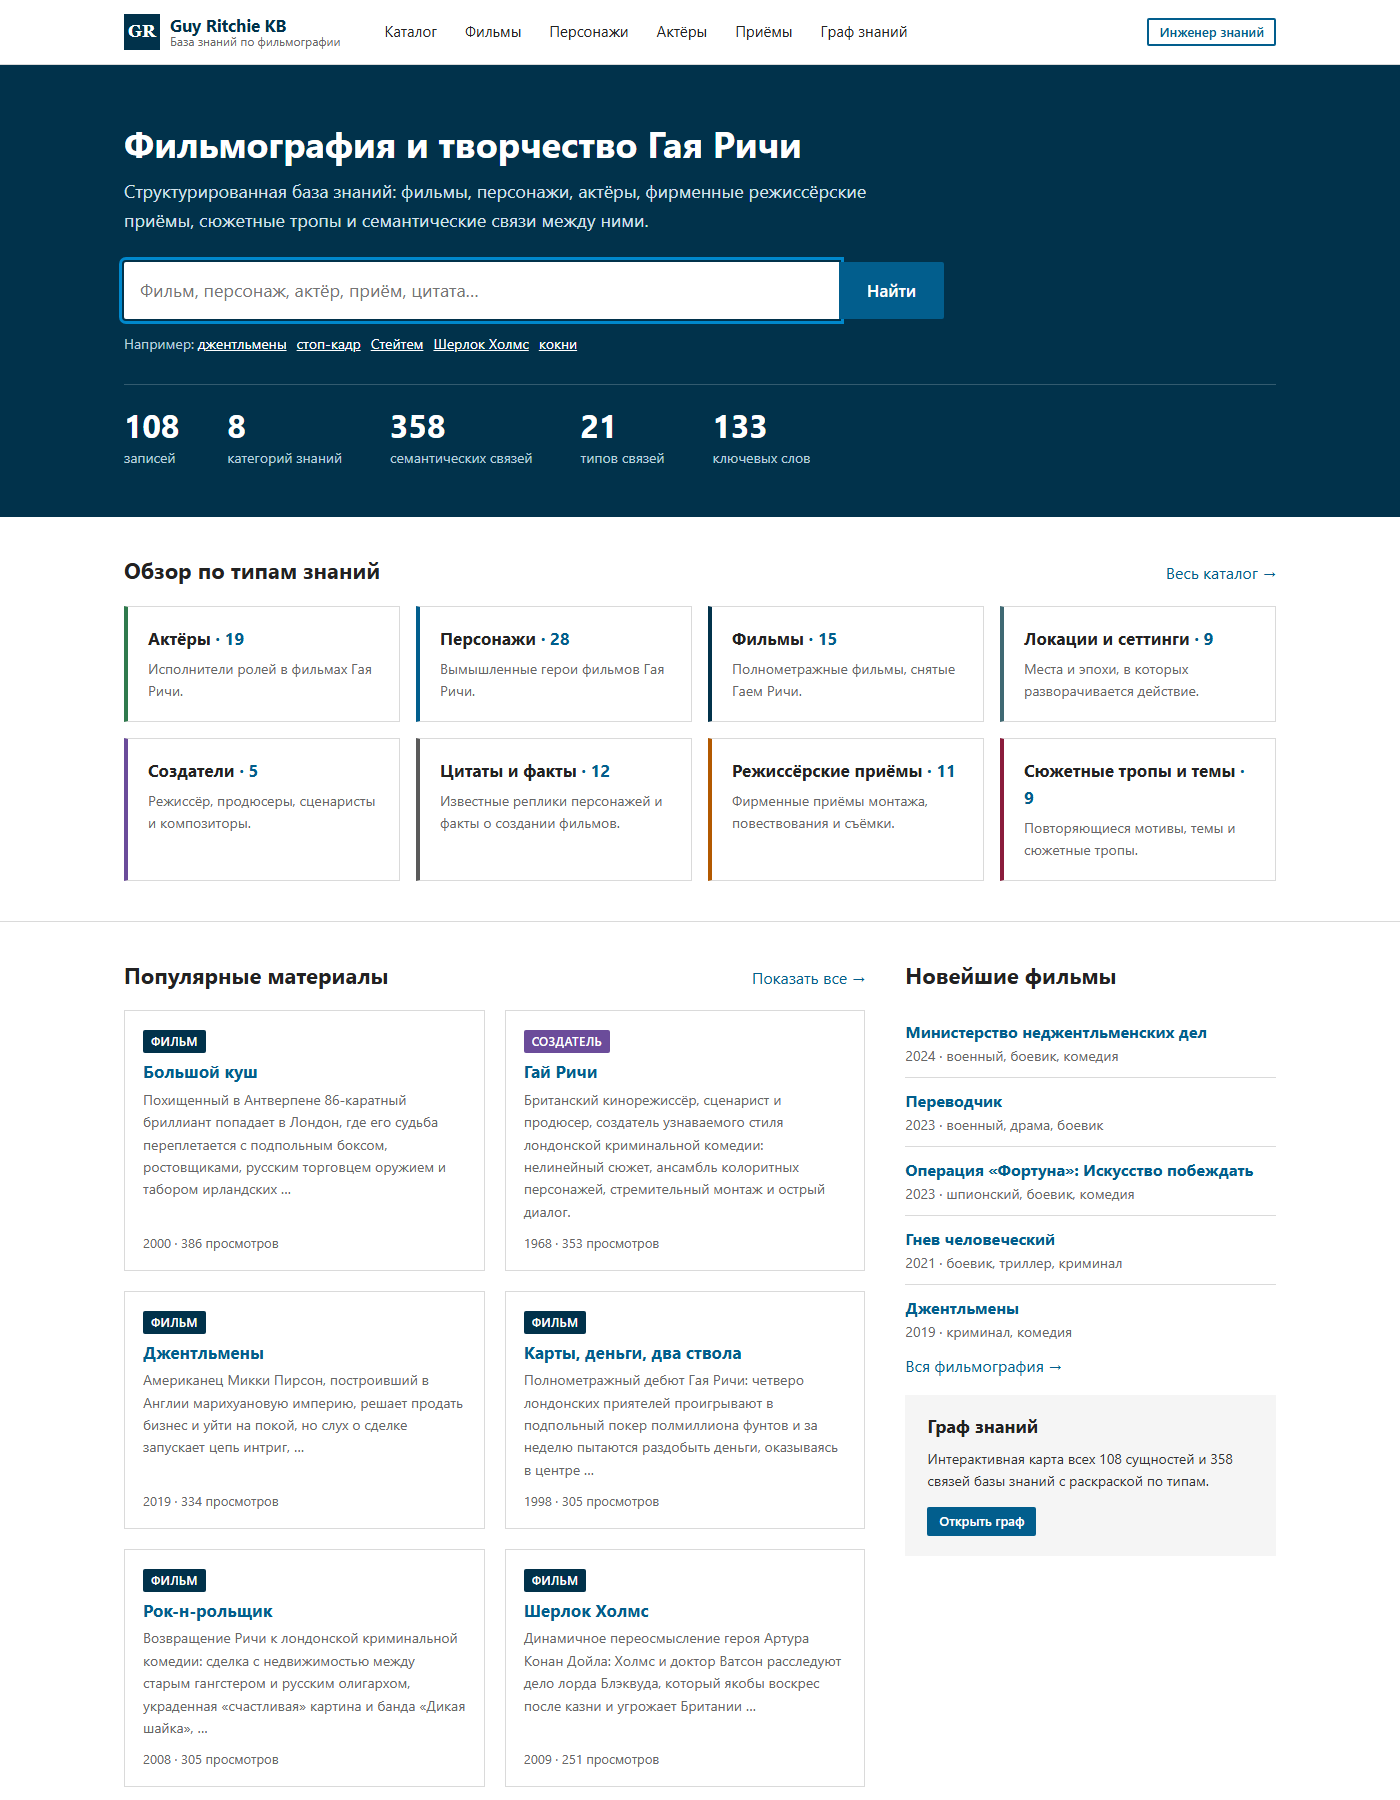 GR
Guy Ritchie KB
База знаний по фильмографии
Каталог
Фильмы
Персонажи
Актёры
Приёмы
Граф знаний
Инженер знаний
Фильмография и творчество Гая Ричи
Структурированная база знаний: фильмы, персонажи, актёры, фирменные режиссёрские
приёмы, сюжетные тропы и семантические связи между ними.
Фильм, персонаж, актёр, приём, цитата...
Найти
Например: джентльмены стоп-кадр Стейтем Шерлок Холмс кокни
108
записей
8
категорий знаний
358
семантических связей
21
типов связей
133
ключевых слов
Обзор по типам знаний
Весь каталог →
Актёры · 19
Исполнители ролей в фильмах Гая
Ричи.
Персонажи · 28
Вымышленные герои фильмов Гая
Ричи.
Фильмы · 15
Полнометражные фильмы, снятые
Гаем Ричи.
Локации и сеттинги · 9
Места и эпохи, в которых
разворачивается действие.
Создатели · 5
Режиссёр, продюсеры, сценаристы
и композиторы.
Цитаты и факты · 12
Известные реплики персонажей и
факты о создании фильмов.
Режиссёрские приёмы · 11
Фирменные приёмы монтажа,
повествования и съёмки.
Сюжетные тропы и темы ·
9
Повторяющиеся мотивы, темы и
сюжетные тропы.
Популярные материалы
Показать все →
ФИЛЬМ
Большой куш
Похищенный в Антверпене 86-каратный
бриллиант попадает в Лондон, где его судьба
переплетается с подпольным боксом,
ростовщиками, русским торговцем оружием и
табором ирландских ...
2000 · 386 просмотров
СОЗДАТЕЛЬ
Гай Ричи
Британский кинорежиссёр, сценарист и
продюсер, создатель узнаваемого стиля
лондонской криминальной комедии:
нелинейный сюжет, ансамбль колоритных
персонажей, стремительный монтаж и острый
диалог.
1968 · 353 просмотров
ФИЛЬМ
Джентльмены
Американец Микки Пирсон, построивший в
Англии марихуановую империю, решает продать
бизнес и уйти на покой, но слух о сделке
запускает цепь интриг, ...
2019 · 334 просмотров
ФИЛЬМ
Карты, деньги, два ствола
Полнометражный дебют Гая Ричи: четверо
лондонских приятелей проигрывают в
подпольный покер полмиллиона фунтов и за
неделю пытаются раздобыть деньги, оказываясь
в центре ...
1998 · 305 просмотров
ФИЛЬМ
Рок-н-рольщик
Возвращение Ричи к лондонской криминальной
комедии: сделка с недвижимостью между
старым гангстером и русским олигархом,
украденная «счастливая» картина и банда «Дикая
шайка», ...
2008 · 305 просмотров
ФИЛЬМ
Шерлок Холмс
Динамичное переосмысление героя Артура
Конан Дойла: Холмс и доктор Ватсон расследуют
дело лорда Блэквуда, который якобы воскрес
после казни и угрожает Британии ...
2009 · 251 просмотров
Новейшие фильмы
Министерство неджентльменских дел
2024 · военный, боевик, комедия
Переводчик
2023 · военный, драма, боевик
Операция «Фортуна»: Искусство побеждать
2023 · шпионский, боевик, комедия
Гнев человеческий
2021 · боевик, триллер, криминал
Джентльмены
2019 · криминал, комедия
Вся фильмография →
Граф знаний
Интерактивная карта всех 108 сущностей и 358
связей базы знаний с раскраской по типам.
Открыть граф